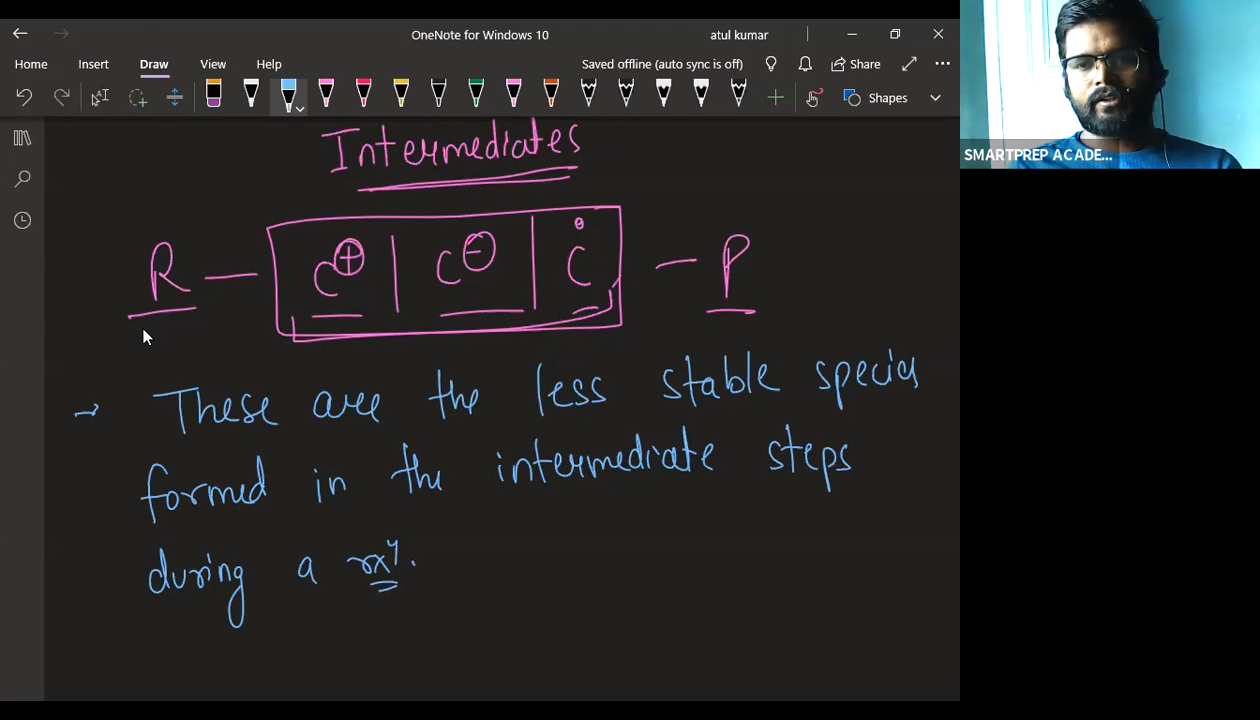 OneNote for Windows 10
atul kumar
Home Insert Draw View Help
Saved offline (auto sync is off)
Share
Shapes
SMARTPREP ACADE...
Intermediates
R — C⊕ | C⊖ | Ċ — P
→ These are the less stable species
formed in the intermediate steps
during a rxn.